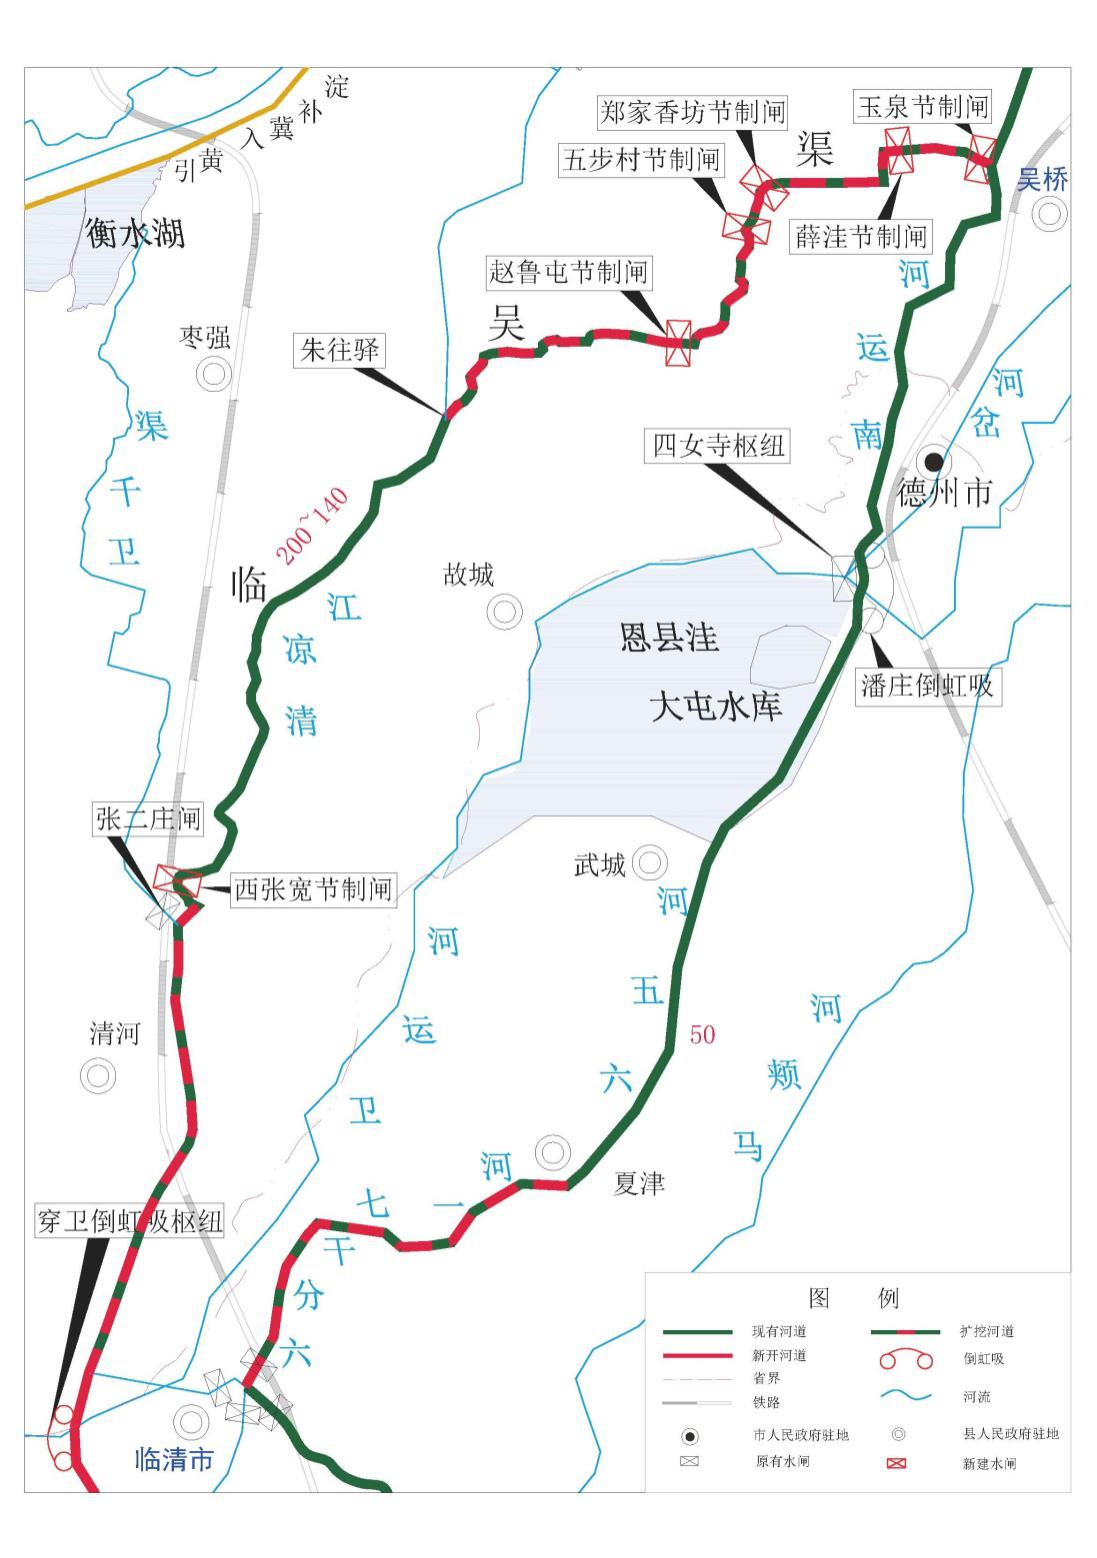 淀
补
冀
入
黄
引
郑家香坊节制闸
玉泉节制闸
五步村节制闸
渠
吴桥
衡水湖
薛洼节制闸
赵鲁屯节制闸
河
吴
枣强
朱往驿
运
河
岔
渠
南
四女寺枢纽
德州市
千
200~140
卫
故城
临
江
恩县洼
凉
潘庄倒虹吸
大屯水库
清
张二庄闸
武城
西张宽节制闸
河
河
五
河
清河
运
50
六
颊
卫
马
河
夏津
七一
穿卫倒虹吸枢纽
干
分
六
临清市
图 例
现有河道
扩挖河道
新开河道
倒虹吸
省界
铁路
河流
市人民政府驻地
县人民政府驻地
原有水闸
新建水闸